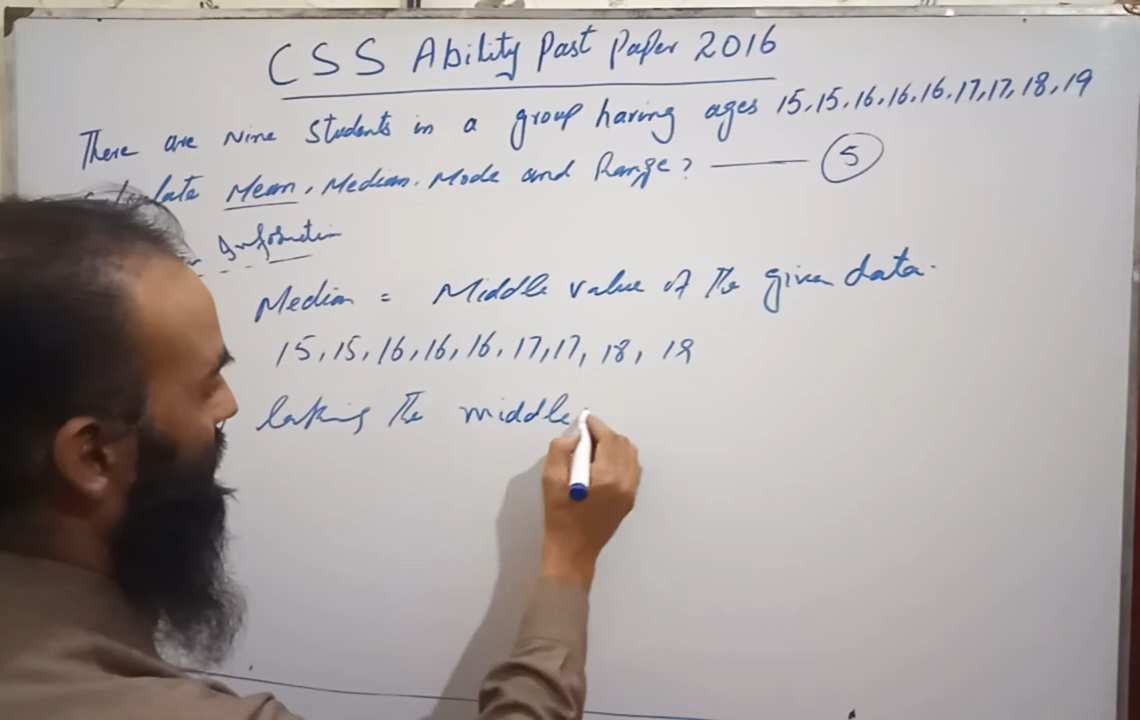 CSS Ability Past Paper 2016
There are Nine Students in a group having ages 15,15,16,16,16,17,17,18,19
Mean, Median, Mode and Range? — 5
Information
Median = Middle value of the given data.
15, 15, 16, 16, 16, 17, 17, 18, 19
taking the middle